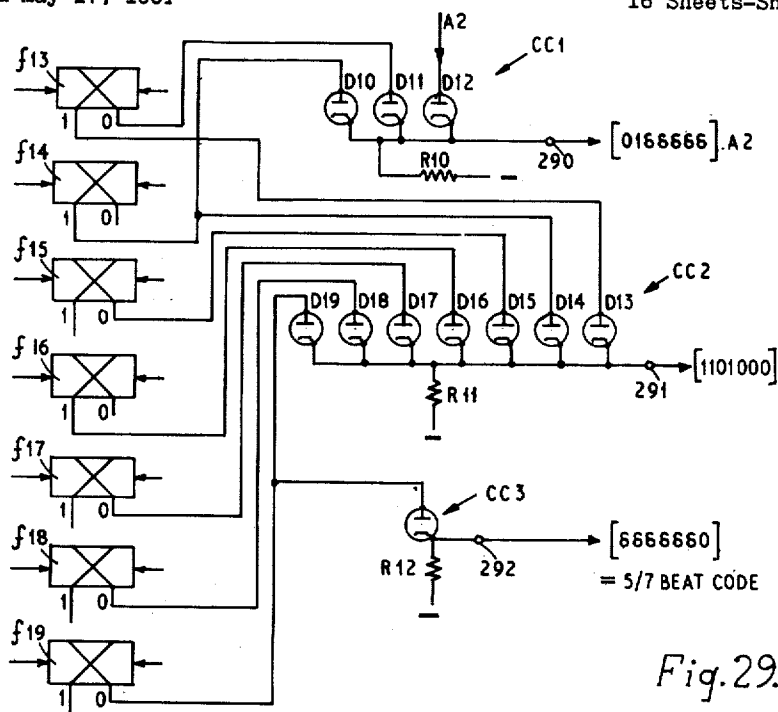 16 Sheets-Sh
A2
CC1
f13
D10
D11
D12
1
0
[0166666].A2
290
R10
f14
1
0
f15
1
0
CC2
D19
D18
D17
D16
D15
D14
D13
f16
1
0
[1101000]
291
R11
f17
1
0
CC3
[6666660]
292
R12
= 5/7 BEAT CODE
f18
1
0
f19
1
0
Fig.29.